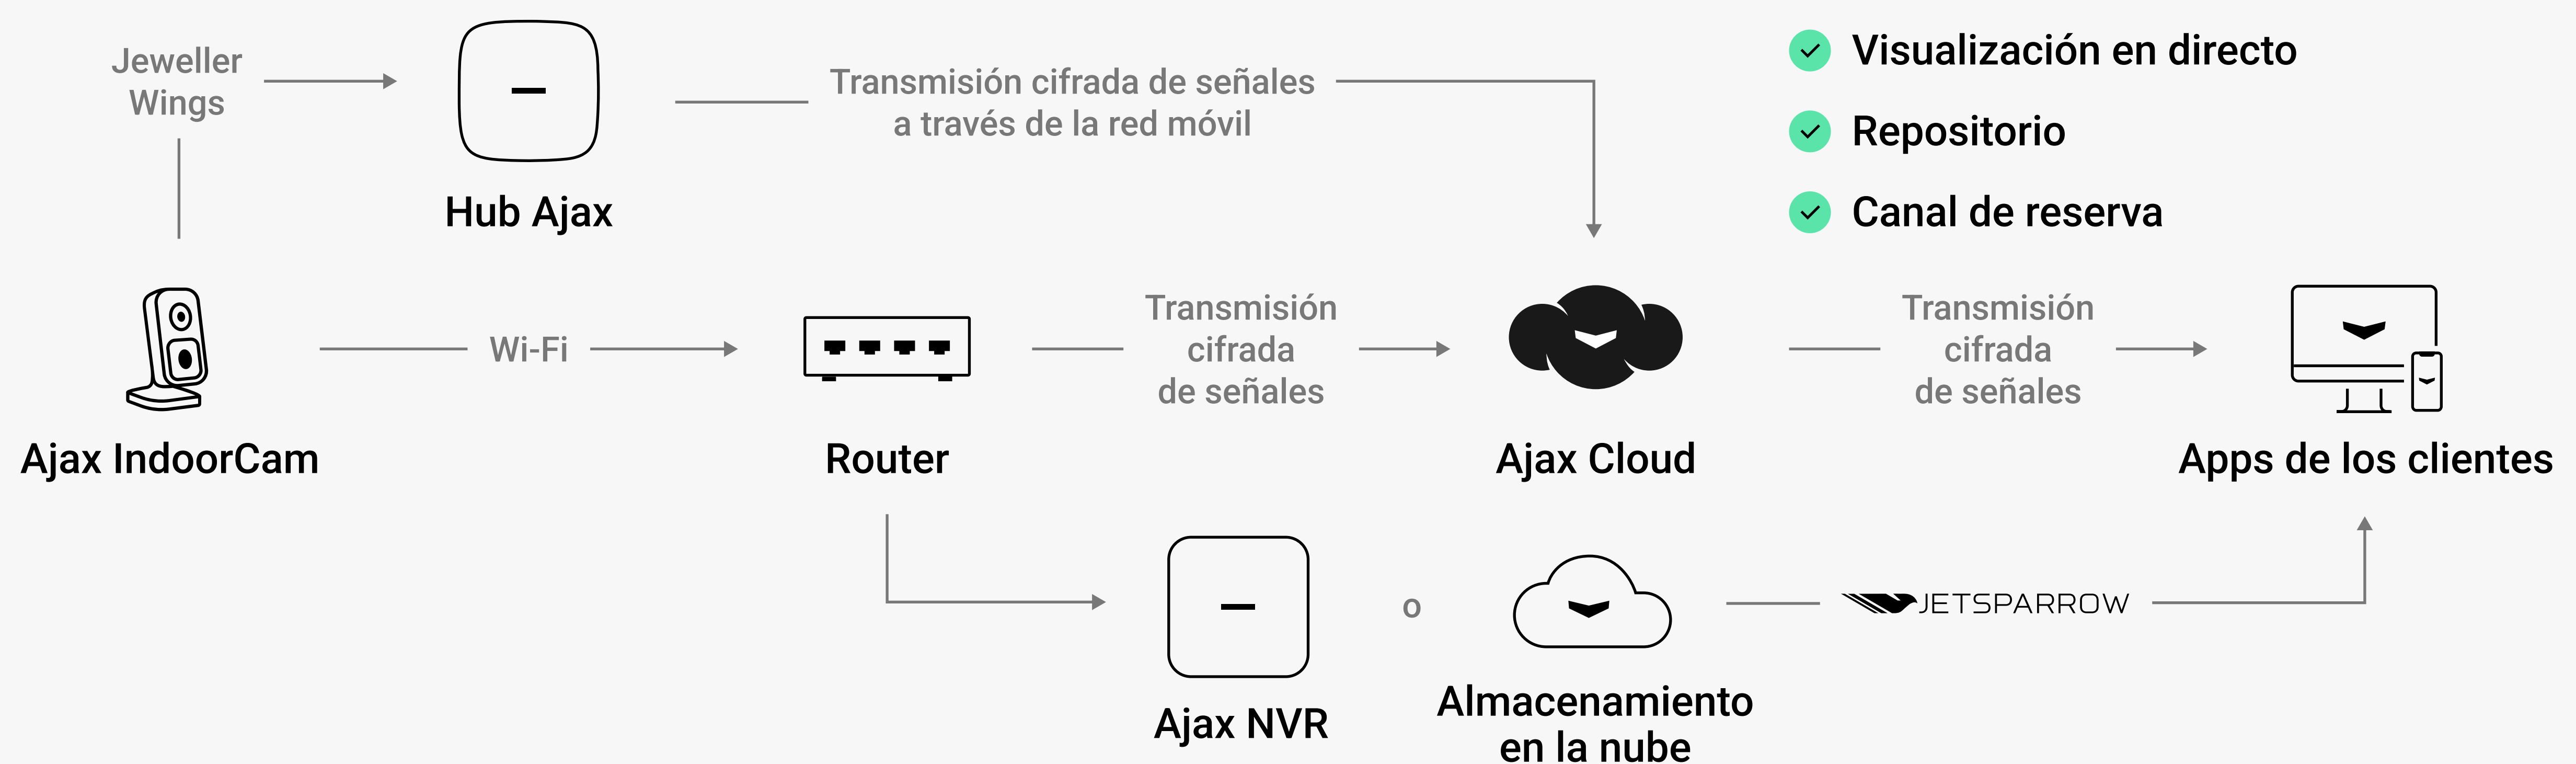 Jeweller
Wings
Hub Ajax
Transmisión cifrada de señales
a través de la red móvil
Visualización en directo
Repositorio
Canal de reserva
Ajax IndoorCam
Wi-Fi
Router
Transmisión
cifrada
de señales
Ajax Cloud
Transmisión
cifrada
de señales
Apps de los clientes
Ajax NVR
o
Almacenamiento
en la nube
JETSPARROW